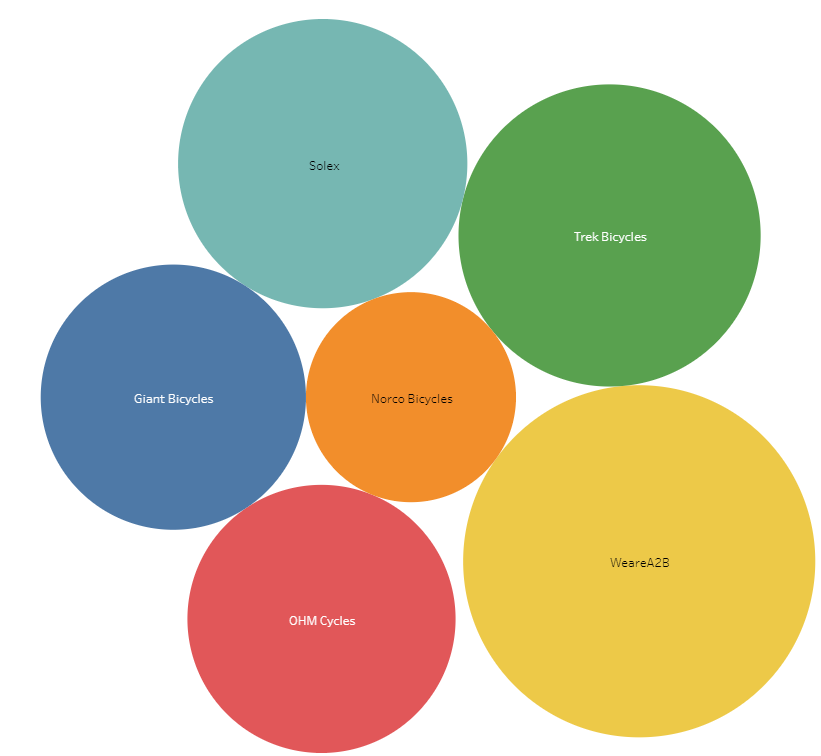 Solex
Trek Bicycles
Giant Bicycles
Norco Bicycles
WeareA2B
OHM Cycles